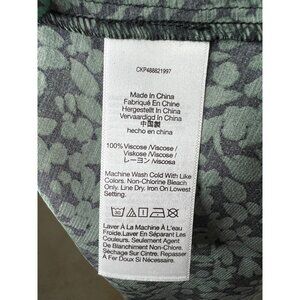 CKP488821997
Made in China
Fabriqué En Chine
Hergestellt In China
Vervaardigd In China
中国製
hecho en china
100% Viscose/Viscose/
Viskose/Viscose/
レーヨン /viscosa
Machine Wash Cold With Like
Colors. Non-Chlorine Bleach
Only. Line Dry. Iron On Lowest
Setting.
Laver À La Machine À L'eau
Froide.Laver En Séparant Les
Couleurs. Seulement Agent
De Blanchiment Non-Chlore.
Séchage Sur Corde. Repasser
À Fer Doux Si Nécessaire.